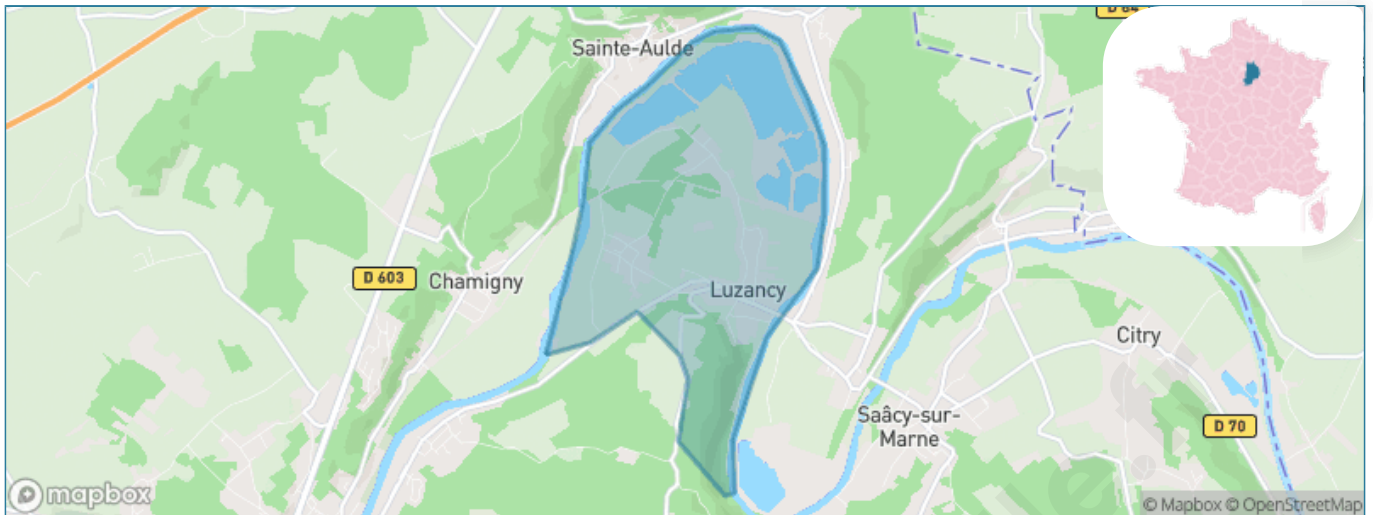 D 64
Sainte-Aulde
D 603
Chamigny
Luzancy
Citry
Saâcy-sur-
Marne
D 70
mapbox
© Mapbox © OpenStreetMap